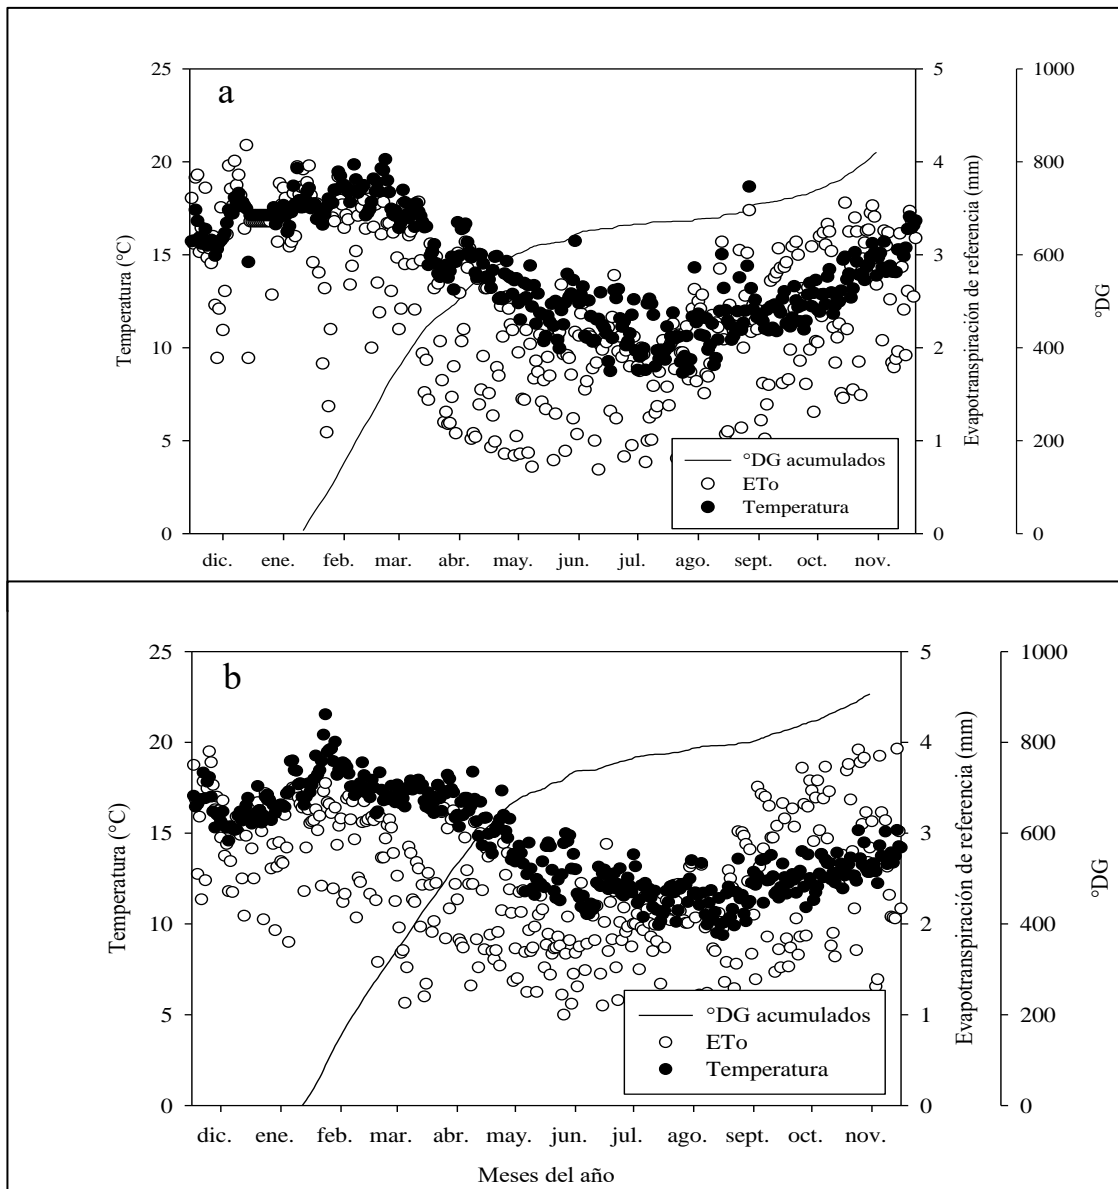 a
25
20
15
10
5
0
Temperatura (°C)
5
4
3
2
1
0
Evapotranspiración de referencia (mm)
1000
800
600
400
200
0
°DG
°DG acumulados
ETo
Temperatura
dic. ene. feb. mar. abr. may. jun. jul. ago. sept. oct. nov.
b
25
20
15
10
5
0
Temperatura (°C)
5
4
3
2
1
0
Evapotranspiración de referencia (mm)
1000
800
600
400
200
0
°DG
°DG acumulados
ETo
Temperatura
dic. ene. feb. mar. abr. may. jun. jul. ago. sept. oct. nov.
Meses del año